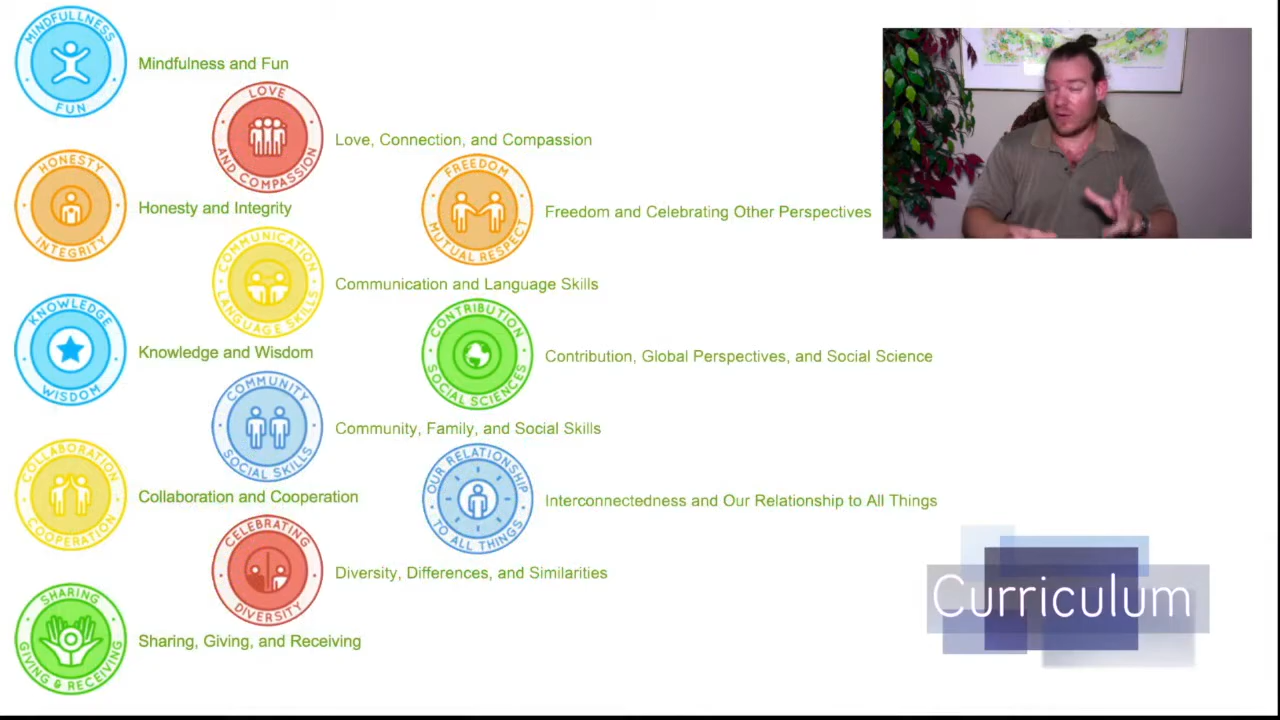 MINDFULLNESS
FUN
Mindfulness and Fun
LOVE
AND COMPASSION
Love, Connection, and Compassion
HONESTY
INTEGRITY
Honesty and Integrity
FREEDOM
MUTUAL RESPECT
Freedom and Celebrating Other Perspectives
COMMUNICATION
LANGUAGE SKILLS
Communication and Language Skills
KNOWLEDGE
WISDOM
Knowledge and Wisdom
CONTRIBUTION
SOCIAL SCIENCES
Contribution, Global Perspectives, and Social Science
COMMUNITY
SOCIAL SKILLS
Community, Family, and Social Skills
COLLABORATION
COOPERATION
Collaboration and Cooperation
OUR RELATIONSHIP
TO ALL THINGS
Interconnectedness and Our Relationship to All Things
CELEBRATING
DIVERSITY
Diversity, Differences, and Similarities
SHARING
GIVING & RECEIVING
Sharing, Giving, and Receiving
Curriculum